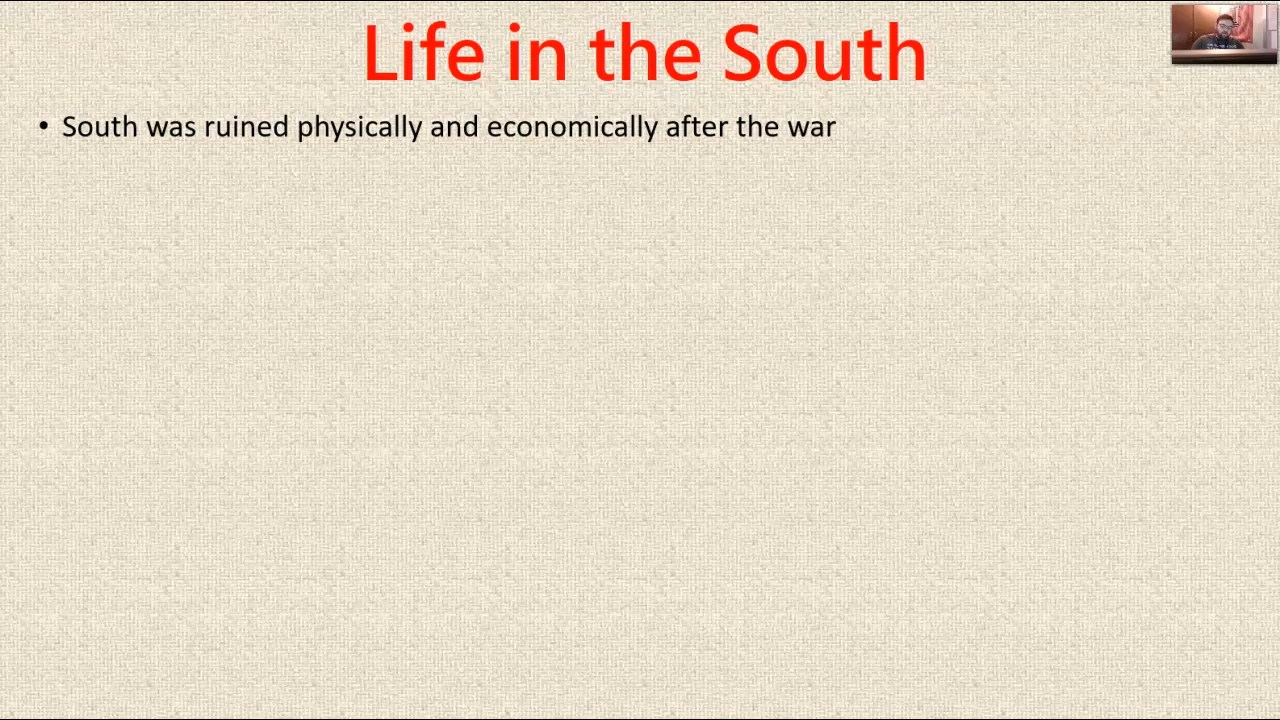 Life in the South
• South was ruined physically and economically after the war